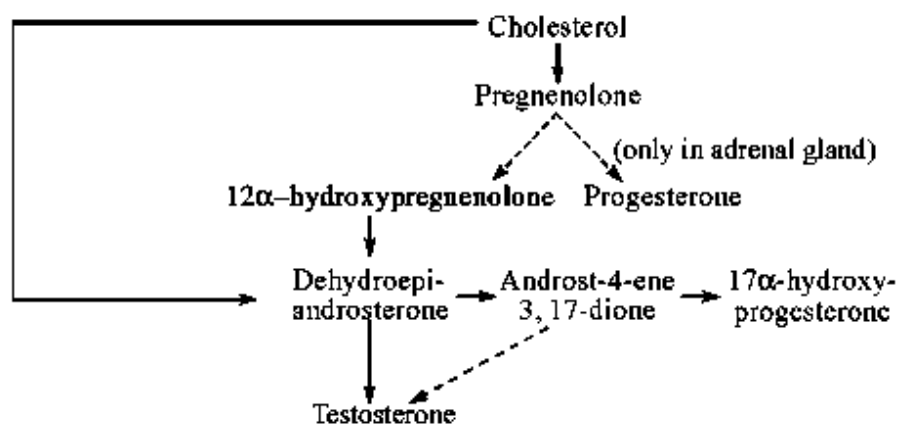 Cholesterol
Pregnenolone
(only in adrenal gland)
12α–hydroxypregnenolone
Progesterone
Dehydroepi-
androsterone
Androst-4-ene
3, 17-dione
17α-hydroxy-
progesterone
Testosterone